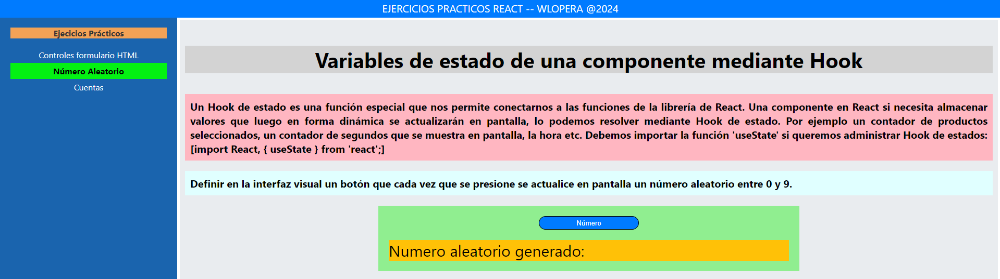 EJERCICIOS PRACTICOS REACT -- WLOPERA @2024
Ejecicios Prácticos
Controles formulario HTML
Número Aleatorio
Cuentas
Variables de estado de una componente mediante Hook
Un Hook de estado es una función especial que nos permite conectarnos a las funciones de la librería de React. Una componente en React si necesita almacenar
valores que luego en forma dinámica se actualizarán en pantalla, lo podemos resolver mediante Hook de estado. Por ejemplo un contador de productos
seleccionados, un contador de segundos que se muestra en pantalla, la hora etc. Debemos importar la función 'useState' si queremos administrar Hook de estados:
[import React, { useState } from 'react';]
Definir en la interfaz visual un botón que cada vez que se presione se actualice en pantalla un número aleatorio entre 0 y 9.
Número
Numero aleatorio generado: